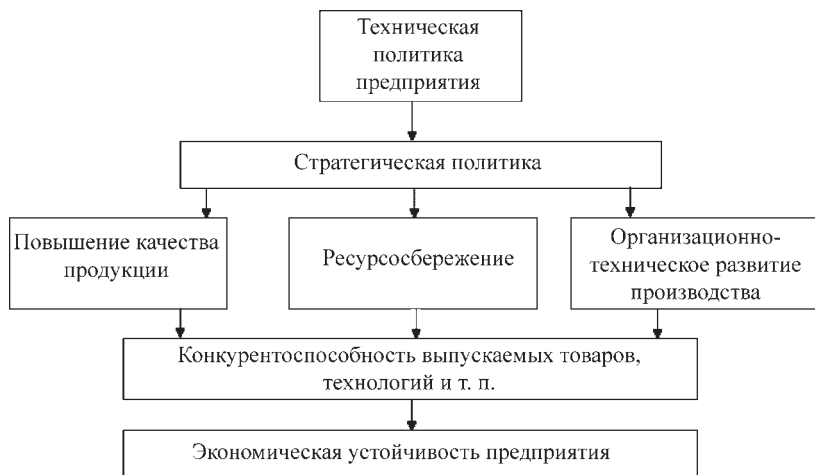 Техническая
политика
предприятия
Стратегическая политика
Повышение качества
продукции
Ресурсосбережение
Организационно-
техническое развитие
производства
Конкурентоспособность выпускаемых товаров,
технологий и т. п.
Экономическая устойчивость предприятия